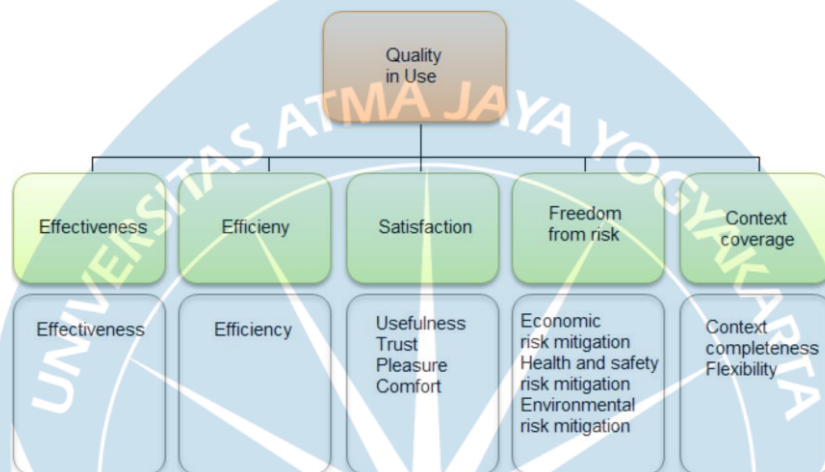 Quality
in Use
UNIVERSITAS ATMA JAYA YOGYAKARTA
Effectiveness
Efficieny
Satisfaction
Freedom
from risk
Context
coverage
Effectiveness
Efficiency
Usefulness
Trust
Pleasure
Comfort
Economic
risk mitigation
Health and safety
risk mitigation
Environmental
risk mitigation
Context
completeness
Flexibility